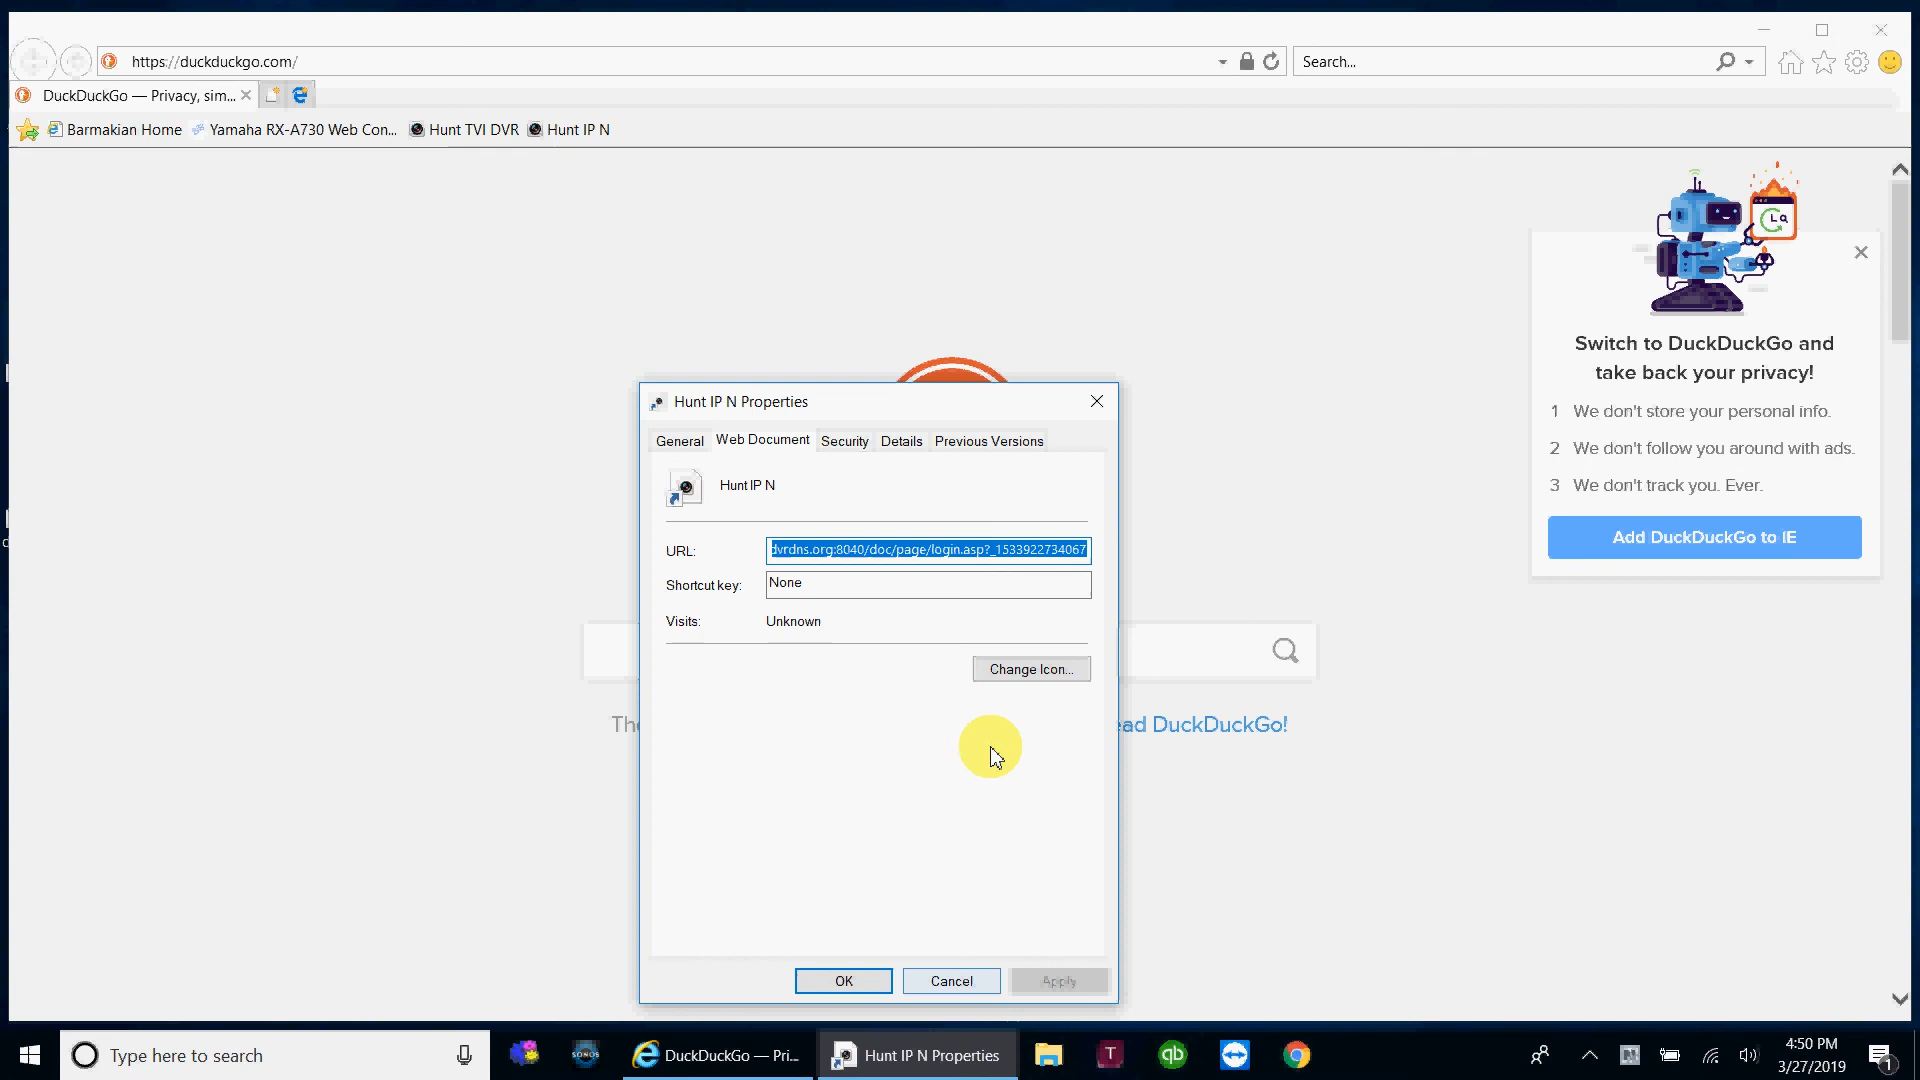 https://duckduckgo.com/
Search...
DuckDuckGo — Privacy, sim...
Barmakian Home
Yamaha RX-A730 Web Con...
Hunt TVI DVR
Hunt IP N
Switch to DuckDuckGo and
take back your privacy!
1 We don't store your personal info.
2 We don't follow you around with ads.
3 We don't track you. Ever.
Add DuckDuckGo to IE
Hunt IP N Properties
General
Web Document
Security
Details
Previous Versions
Hunt IP N
URL:
dvrdns.org:8040/doc/page/login.asp?_1533922734067
Shortcut key:
None
Visits:
Unknown
Change Icon...
The
ead DuckDuckGo!
OK
Cancel
Apply
Type here to search
SONOS
DuckDuckGo — Pri...
Hunt IP N Properties
T
qb
4:50 PM
3/27/2019
1